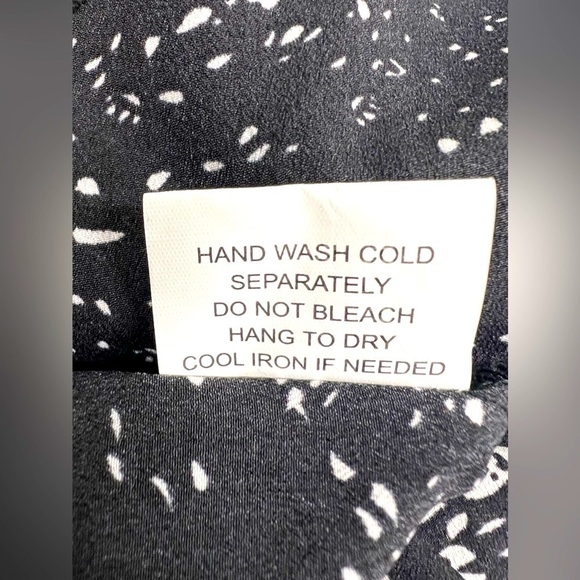 HAND WASH COLD
SEPARATELY
DO NOT BLEACH
HANG TO DRY
COOL IRON IF NEEDED